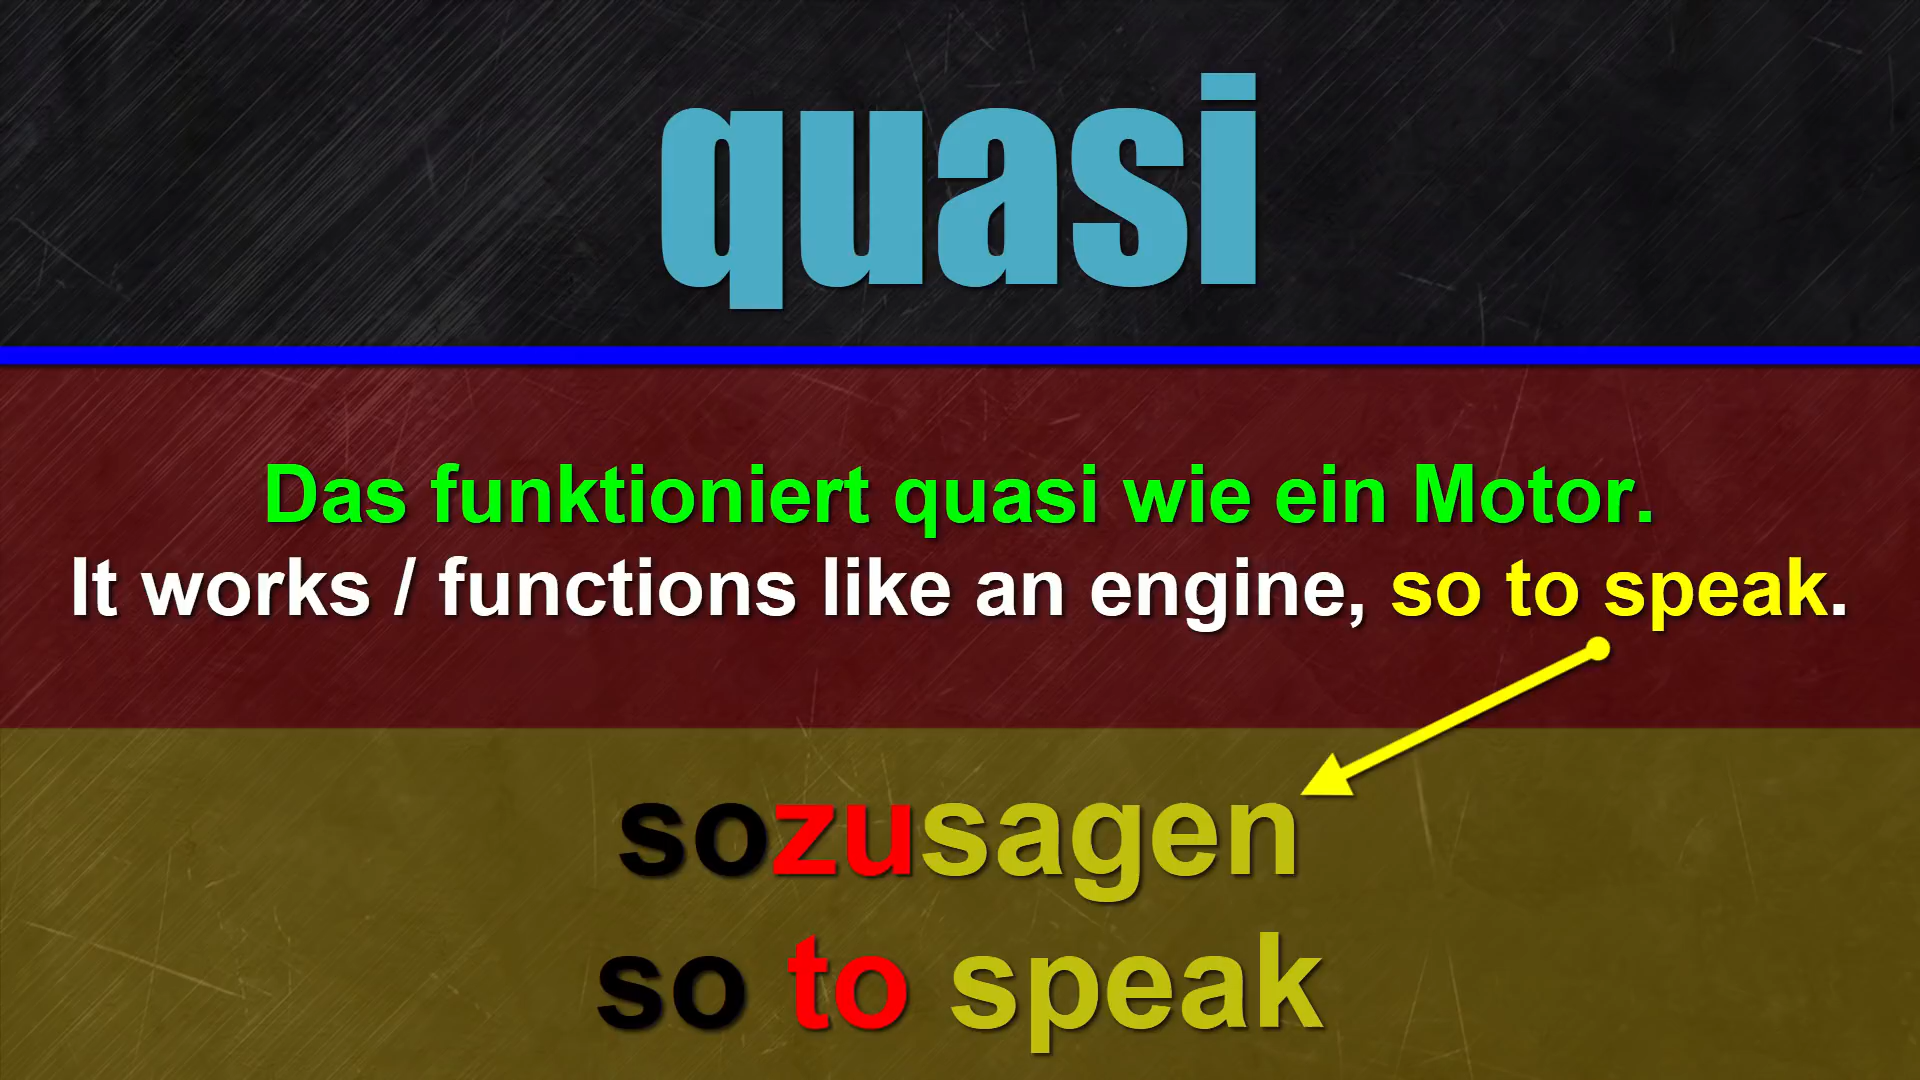 quasi
Das funktioniert quasi wie ein Motor.
It works / functions like an engine, so to speak.
sozusagen
so to speak